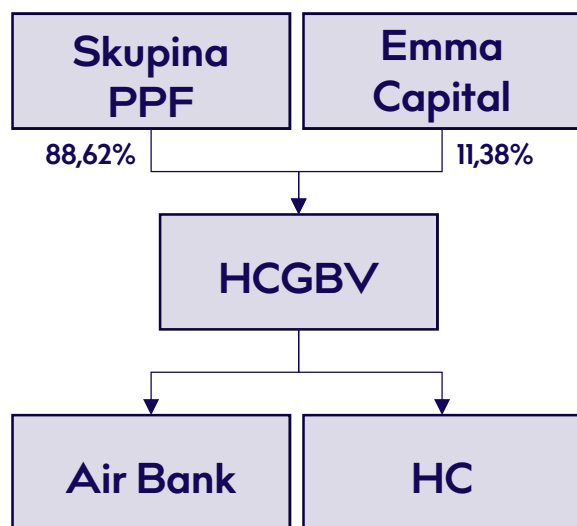 Skupina
PPF
Emma
Capital
88,62%
11,38%
HCGBV
Air Bank
HC